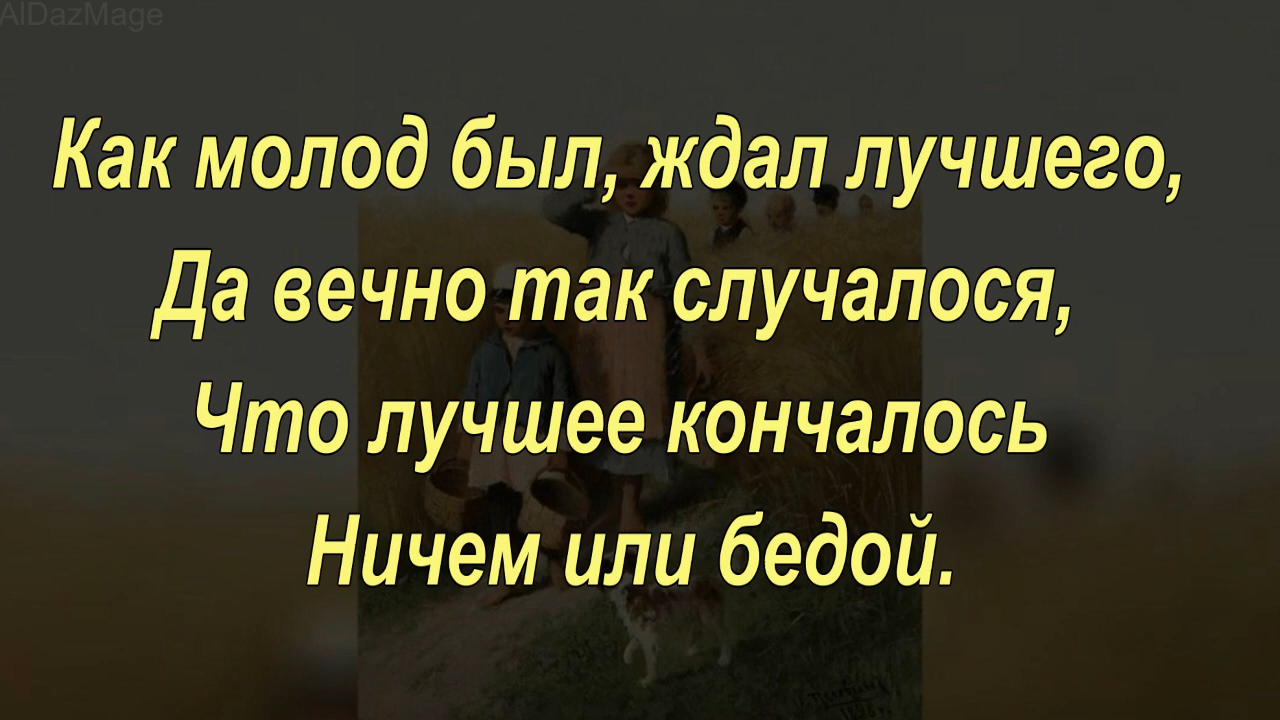 AlDazMage
Как молод был, ждал лучшего,
Да вечно так случалося,
Что лучшее кончалось
Ничем или бедой.